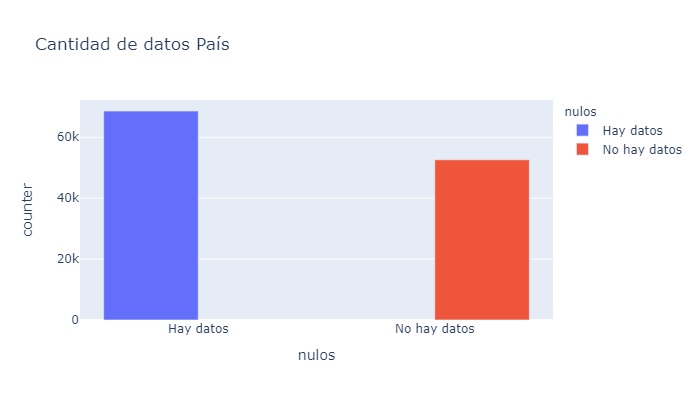 Cantidad de datos País
nulos
Hay datos
No hay datos
counter
60k
40k
20k
0
Hay datos
No hay datos
nulos